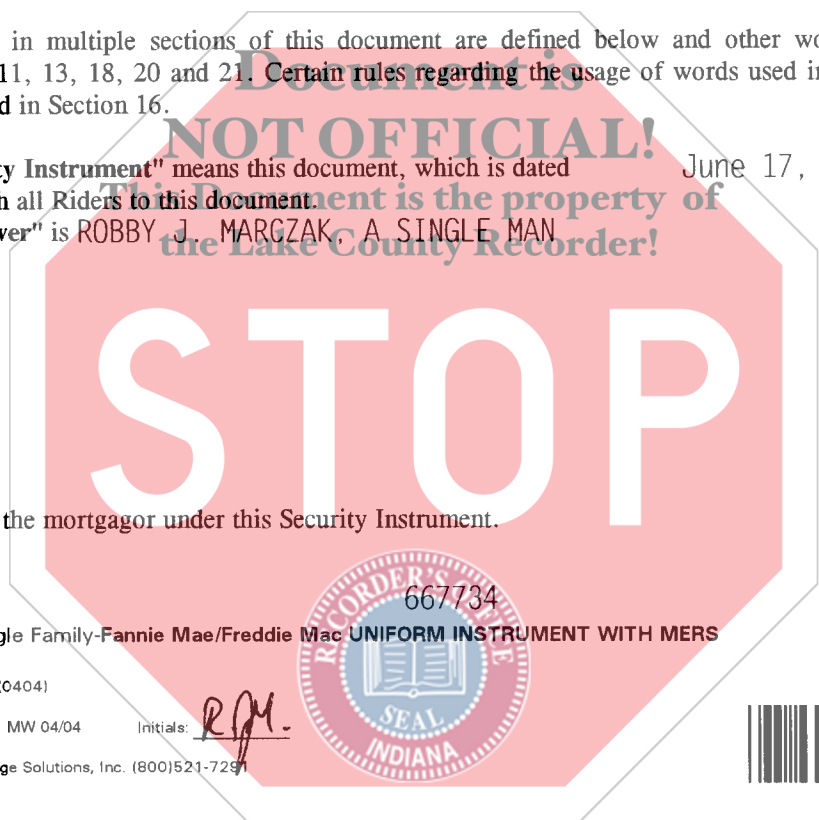 in multiple sections of this document are defined below and other wo
11, 13, 18, 20 and 21. Certain rules regarding the usage of words used in
d in Section 16.
Document is
NOT OFFICIAL!
This Document is the property of
the Lake County Recorder!
ty Instrument" means this document, which is dated June 17,
h all Riders to this document.
wer" is ROBBY J. MARCZAK, A SINGLE MAN
STOP
the mortgagor under this Security Instrument.
667734
gle Family-Fannie Mae/Freddie Mac UNIFORM INSTRUMENT WITH MERS
(0404)
MW 04/04 Initials: RJM.
ge Solutions, Inc. (800)521-7291
RECORDER'S OFFICE
SEAL
INDIANA